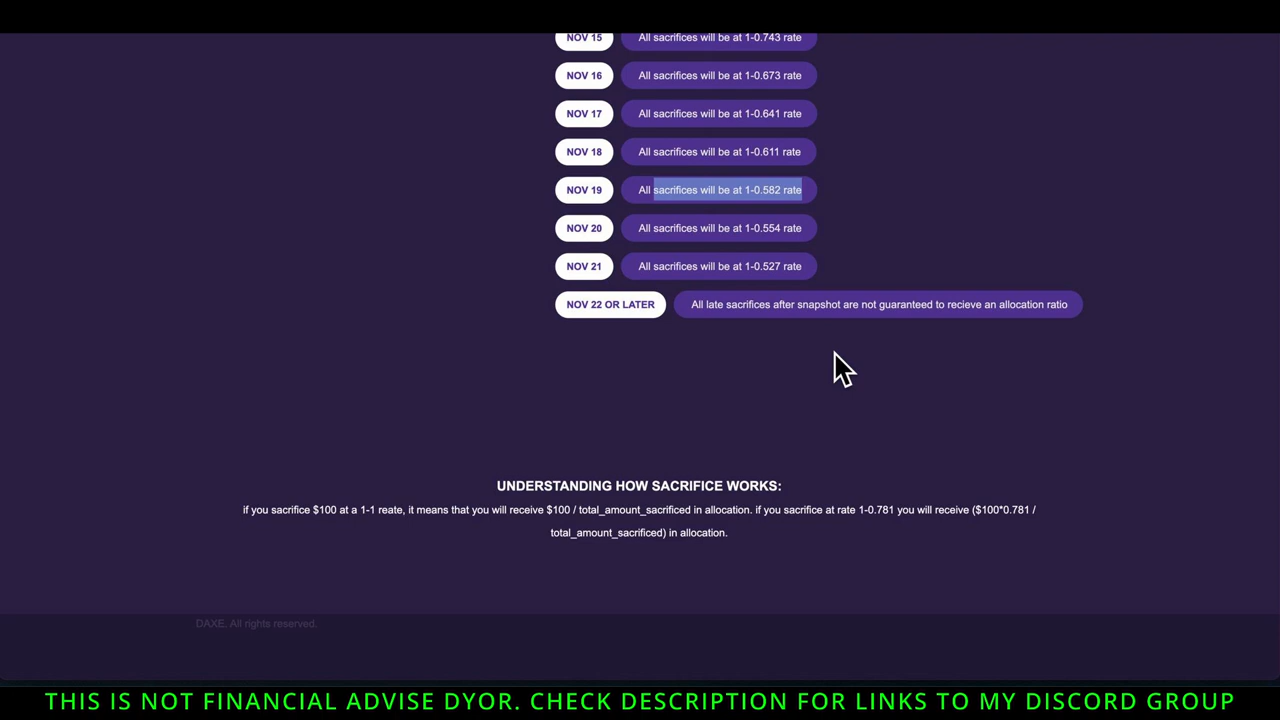 NOV 15 All sacrifices will be at 1-0.743 rate
NOV 16 All sacrifices will be at 1-0.673 rate
NOV 17 All sacrifices will be at 1-0.641 rate
NOV 18 All sacrifices will be at 1-0.611 rate
NOV 19 All sacrifices will be at 1-0.582 rate
NOV 20 All sacrifices will be at 1-0.554 rate
NOV 21 All sacrifices will be at 1-0.527 rate
NOV 22 OR LATER All late sacrifices after snapshot are not guaranteed to recieve an allocation ratio
UNDERSTANDING HOW SACRIFICE WORKS:
if you sacrifice $100 at a 1-1 reate, it means that you will receive $100 / total_amount_sacrificed in allocation. if you sacrifice at rate 1-0.781 you will receive ($100*0.781 /
total_amount_sacrificed) in allocation.
DAXE. All rights reserved.
THIS IS NOT FINANCIAL ADVISE DYOR. CHECK DESCRIPTION FOR LINKS TO MY DISCORD GROUP